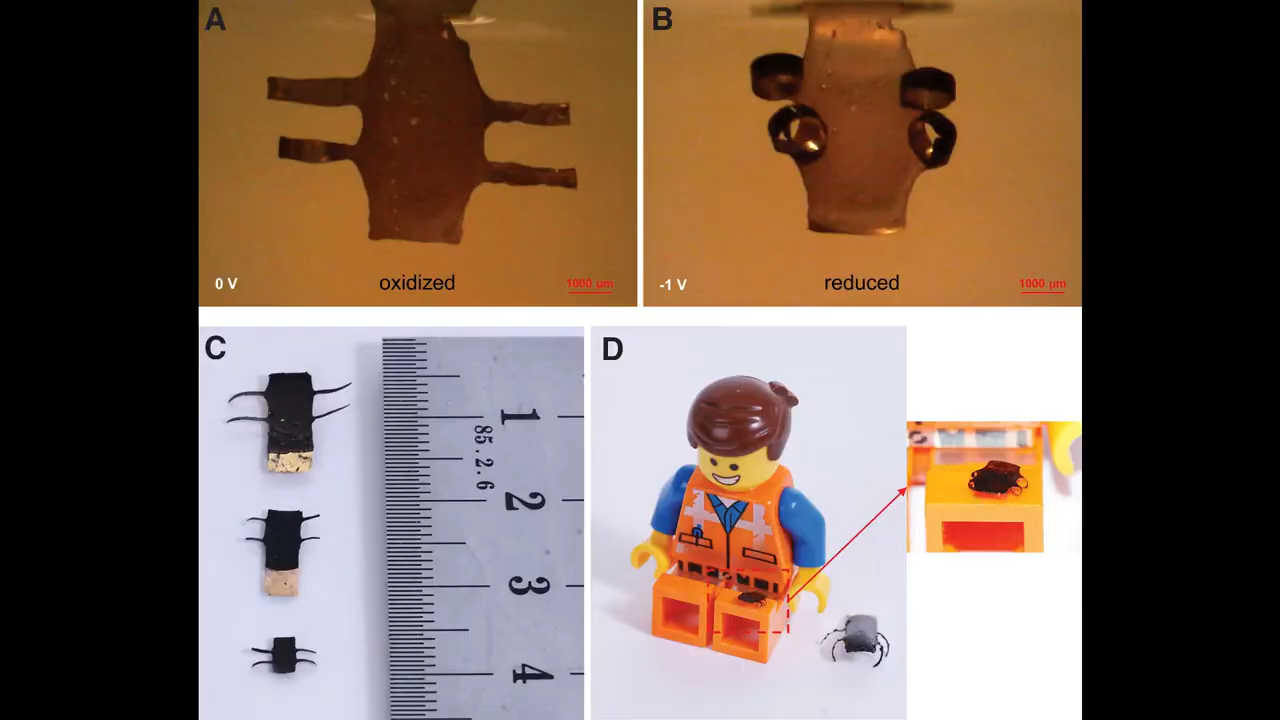 A
0 V
oxidized
1000 µm
B
-1 V
reduced
1000 µm
C
1
85.2.6
2
3
4
D